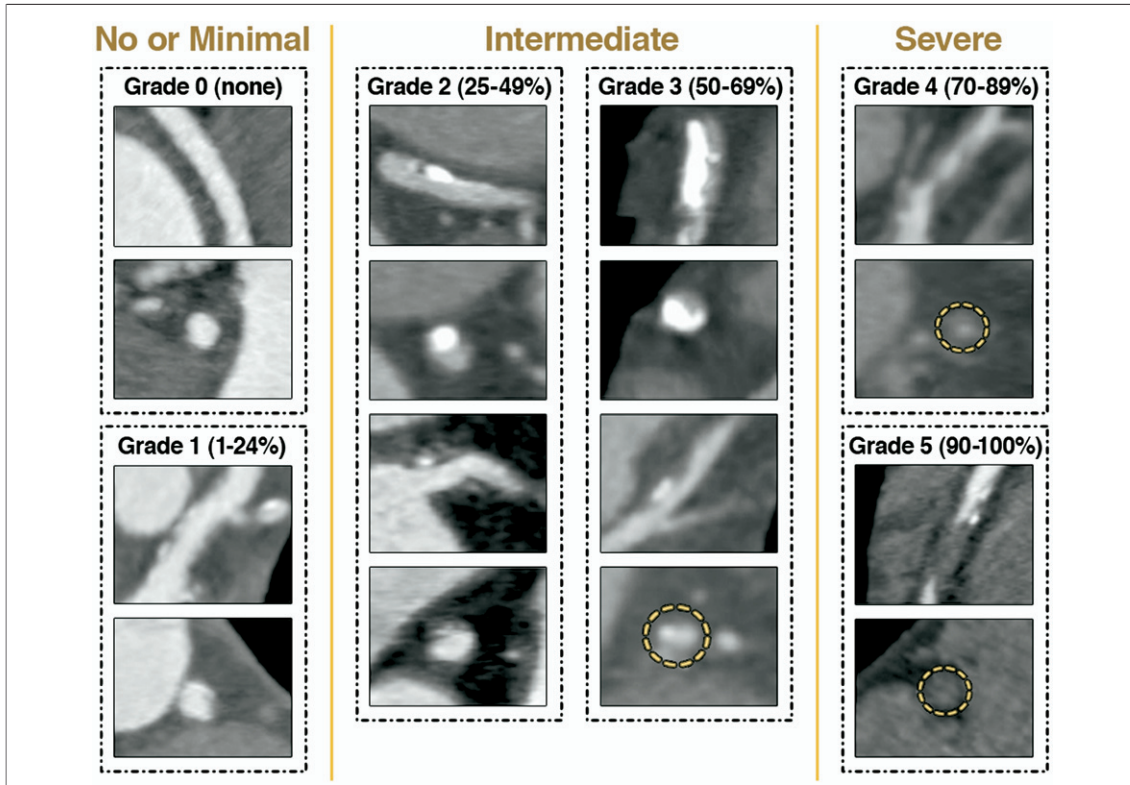 No or Minimal
Intermediate
Severe
Grade 0 (none)
Grade 1 (1-24%)
Grade 2 (25-49%)
Grade 3 (50-69%)
Grade 4 (70-89%)
Grade 5 (90-100%)